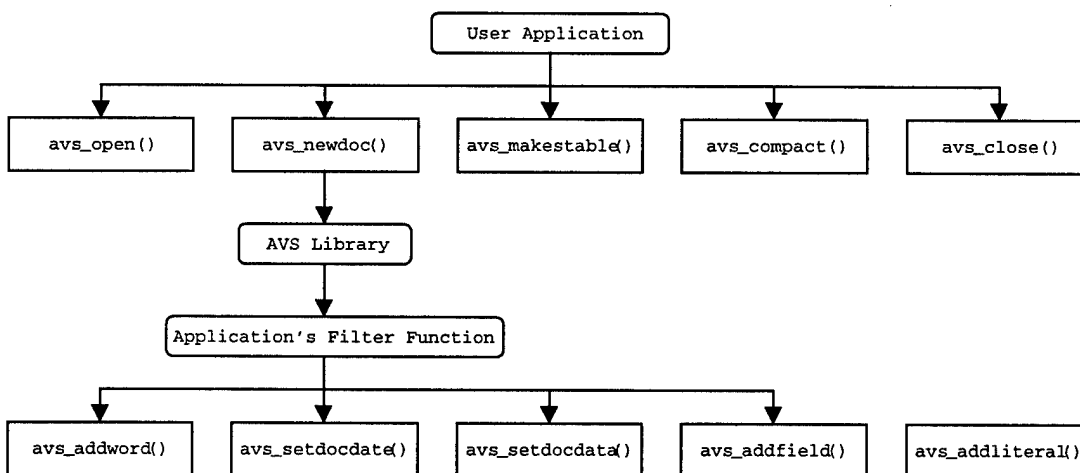 User Application
avs_open()
avs_newdoc()
avs_makestable()
avs_compact()
avs_close()
AVS Library
Application's Filter Function
avs_addword()
avs_setdocdate()
avs_setdocdata()
avs_addfield()
avs_addliteral()